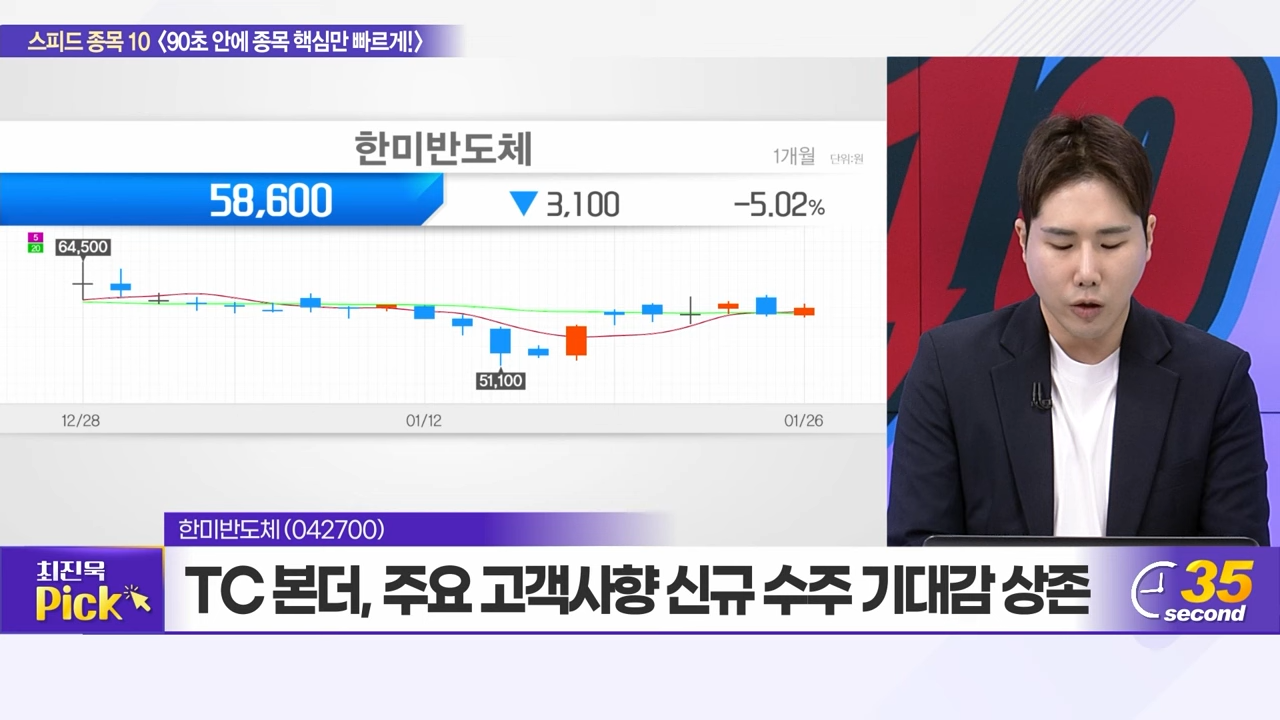 스피드 종목 10 〈90초 안에 종목 핵심만 빠르게!〉
한미반도체
1개월 단위:원
58,600 ▼ 3,100 -5.02%
5
20
64,500
51,100
12/28 01/12 01/26
한미반도체(042700)
최진욱
Pick
TC 본더, 주요 고객사향 신규 수주 기대감 상존
35
second
10